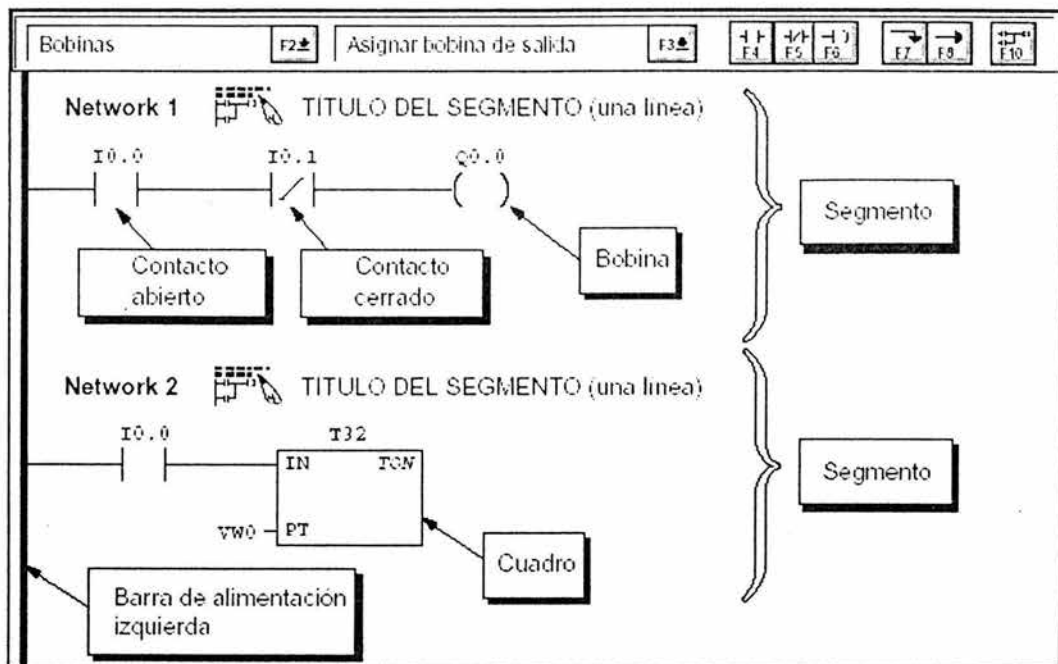 Bobinas F2 Asignar bobina de salida F3 F4 F5 F6 F7 F8 F10
Network 1 TÍTULO DEL SEGMENTO (una línea)
I0.0 I0.1 Q0.0
Segmento
Contacto abierto
Contacto cerrado
Bobina
Network 2 TÍTULO DEL SEGMENTO (una línea)
I0.0 T32
IN TON
Segmento
VW0 PT
Cuadro
Barra de alimentación
izquierda